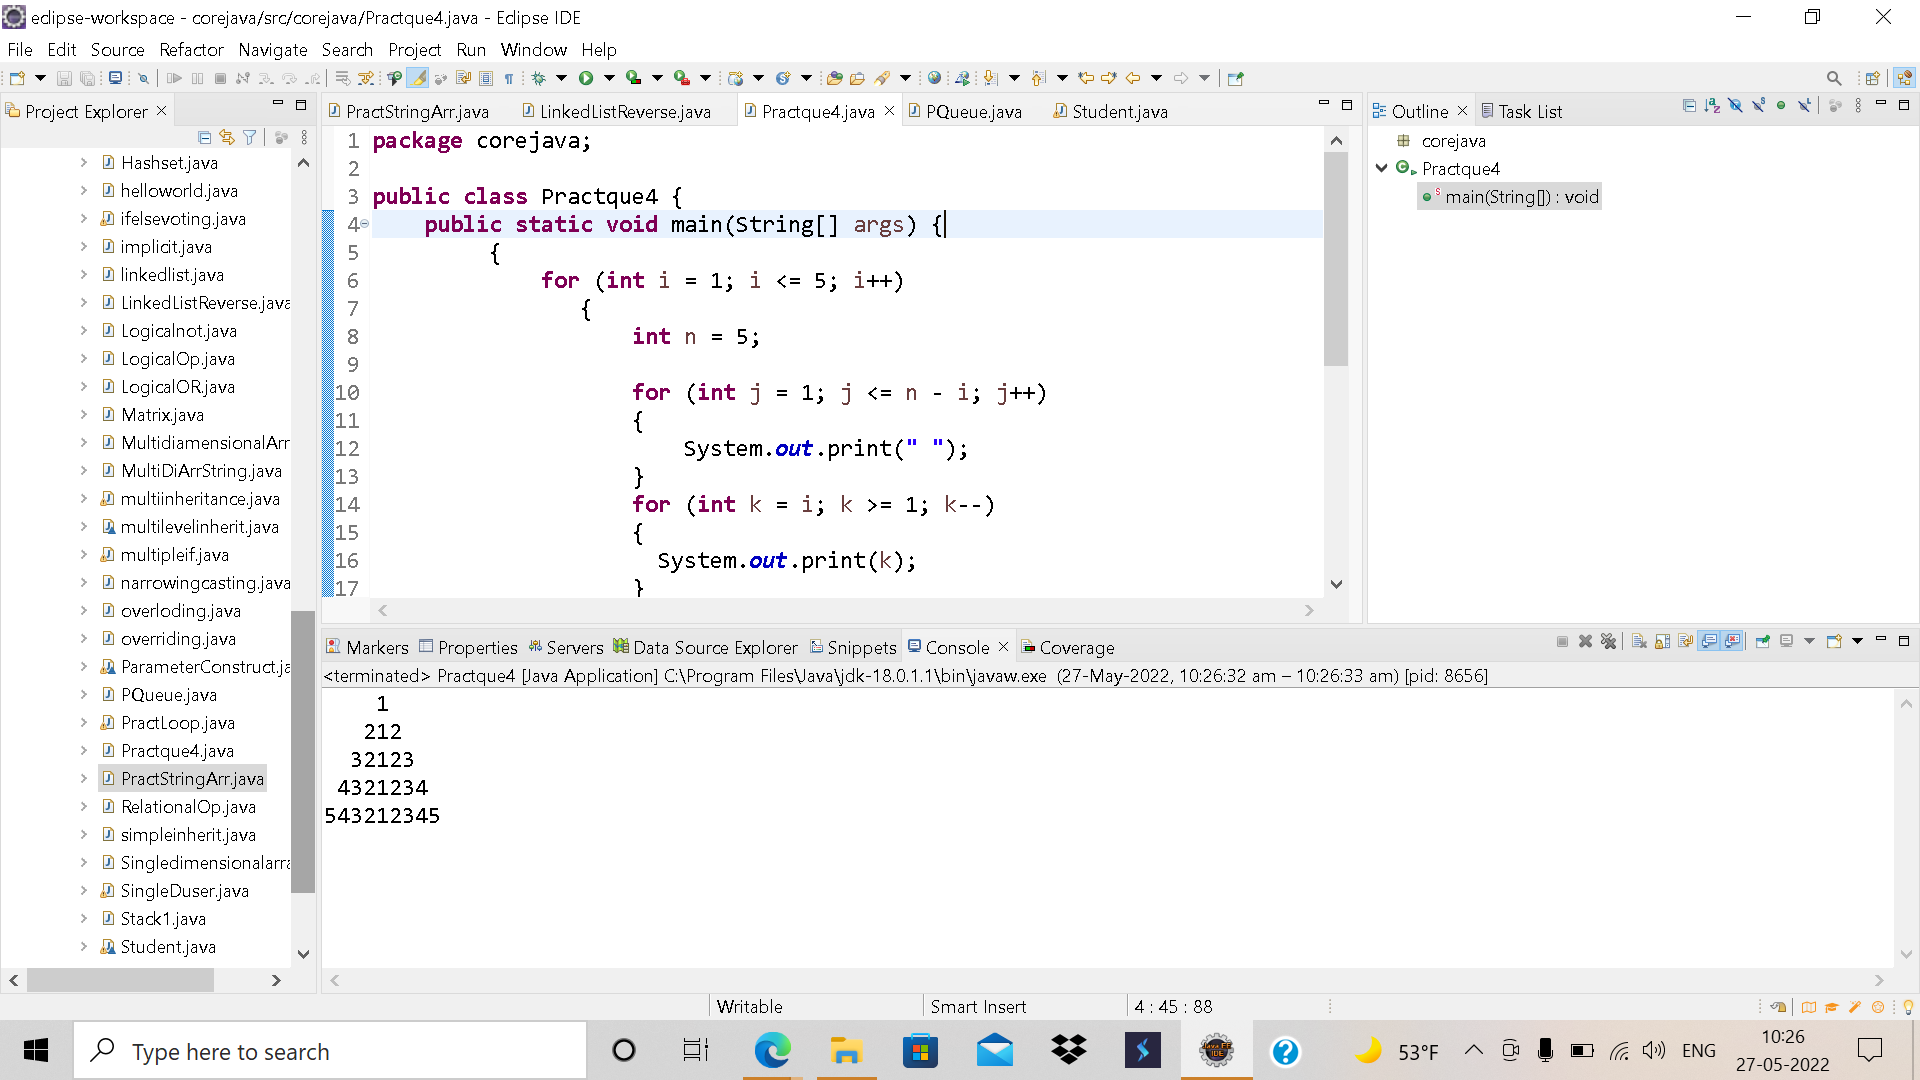 eclipse-workspace - corejava/src/corejava/Practque4.java - Eclipse IDE
File Edit Source Refactor Navigate Search Project Run Window Help
Project Explorer
Hashset.java
helloworld.java
ifelsevoting.java
implicit.java
linkedlist.java
LinkedListReverse.java
Logicalnot.java
LogicalOp.java
LogicalOR.java
Matrix.java
MultidiamensionalArr
MultiDiArrString.java
multiinheritance.java
multilevelinherit.java
multipleif.java
narrowingcasting.java
overloding.java
overriding.java
ParameterConstruct.ja
PQueue.java
PractLoop.java
Practque4.java
PractStringArr.java
RelationalOp.java
simpleinherit.java
Singledimensionalarra
SingleDuser.java
Stack1.java
Student.java
PractStringArr.java LinkedListReverse.java Practque4.java PQueue.java Student.java
1 package corejava;
2
3 public class Practque4 {
4 public static void main(String[] args) {
5 {
6 for (int i = 1; i <= 5; i++)
7 {
8 int n = 5;
9
10 for (int j = 1; j <= n - i; j++)
11 {
12 System.out.print(" ");
13 }
14 for (int k = i; k >= 1; k--)
15 {
16 System.out.print(k);
17 }
Outline Task List
corejava
Practque4
main(String[]) : void
Markers Properties Servers Data Source Explorer Snippets Console Coverage
<terminated> Practque4 [Java Application] C:\Program Files\Java\jdk-18.0.1.1\bin\javaw.exe (27-May-2022, 10:26:32 am – 10:26:33 am) [pid: 8656]
1
212
32123
4321234
543212345
Writable Smart Insert 4 : 45 : 88
Type here to search
53°F ENG
10:26
27-05-2022